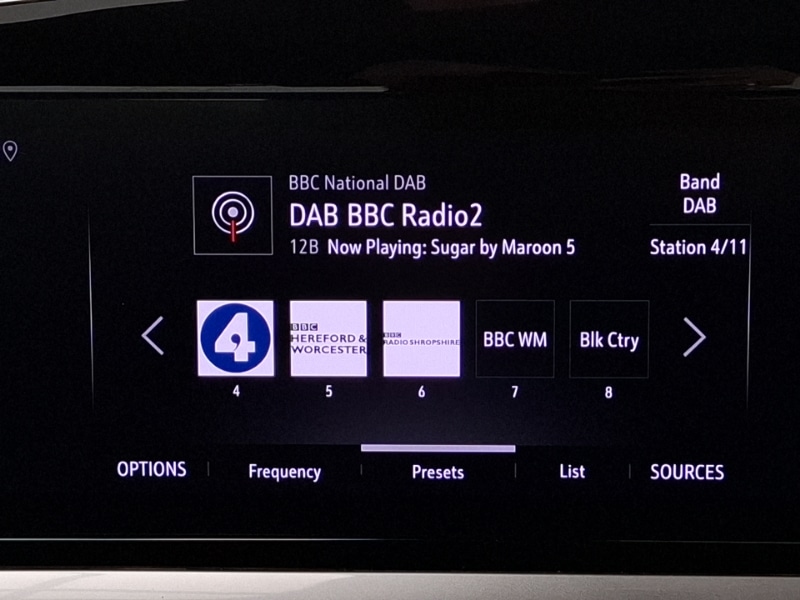 BBC National DAB
DAB BBC Radio2
12B Now Playing: Sugar by Maroon 5
Band
DAB
Station 4/11
4
BBC
HEREFORD &
WORCESTER
BBC
RADIO SHROPSHIRE
BBC WM
Blk Ctry
4
5
6
7
8
OPTIONS
Frequency
Presets
List
SOURCES